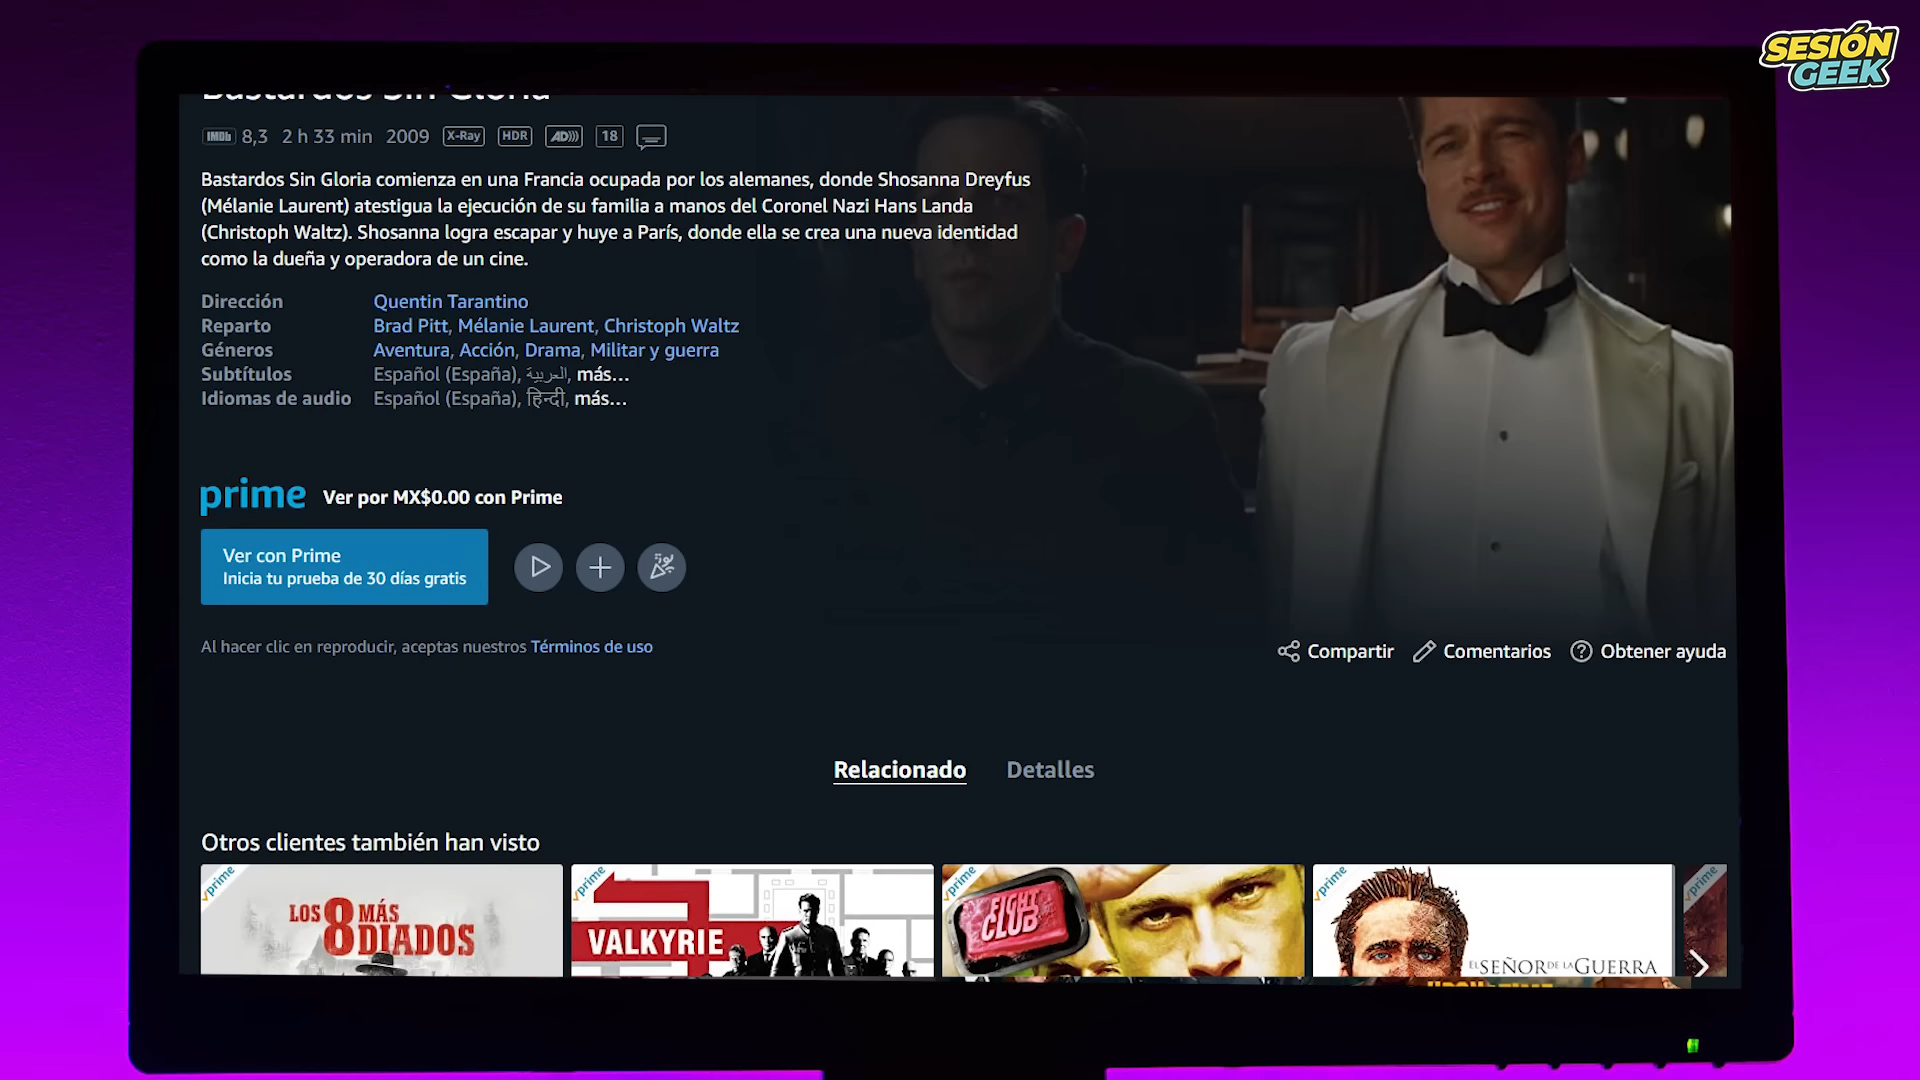 SESIÓN
GEEK
Bastardos Sin Gloria
IMDb 8,3 2 h 33 min 2009 X-Ray HDR AD))) 18
Bastardos Sin Gloria comienza en una Francia ocupada por los alemanes, donde Shosanna Dreyfus
(Mélanie Laurent) atestigua la ejecución de su familia a manos del Coronel Nazi Hans Landa
(Christoph Waltz). Shosanna logra escapar y huye a París, donde ella se crea una nueva identidad
como la dueña y operadora de un cine.
Dirección Quentin Tarantino
Reparto Brad Pitt, Mélanie Laurent, Christoph Waltz
Géneros Aventura, Acción, Drama, Militar y guerra
Subtítulos Español (España), العربية, más...
Idiomas de audio Español (España), हिन्दी, más...
prime Ver por MX$0.00 con Prime
Ver con Prime
Inicia tu prueba de 30 días gratis
Al hacer clic en reproducir, aceptas nuestros Términos de uso
Compartir Comentarios Obtener ayuda
Relacionado Detalles
Otros clientes también han visto
prime LOS 8 MÁS
DIADOS
prime VALKYRIE
prime FIGHT
CLUB
prime EL SEÑOR DE LA GUERRA
prime